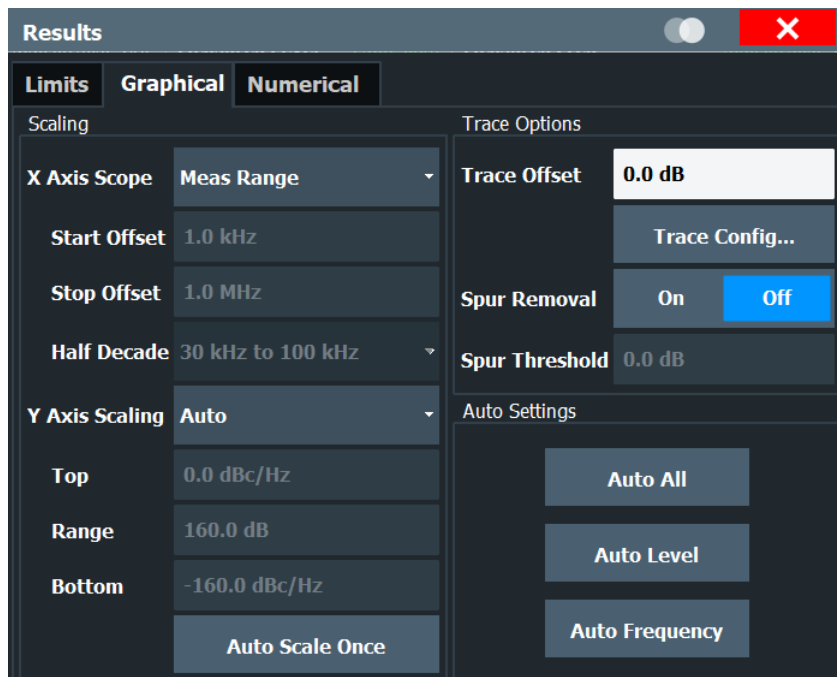 Results
Limits Graphical Numerical
Scaling
X Axis Scope Meas Range
Start Offset 1.0 kHz
Stop Offset 1.0 MHz
Half Decade 30 kHz to 100 kHz
Y Axis Scaling Auto
Top 0.0 dBc/Hz
Range 160.0 dB
Bottom -160.0 dBc/Hz
Auto Scale Once
Trace Options
Trace Offset 0.0 dB
Trace Config...
Spur Removal On Off
Spur Threshold 0.0 dB
Auto Settings
Auto All
Auto Level
Auto Frequency